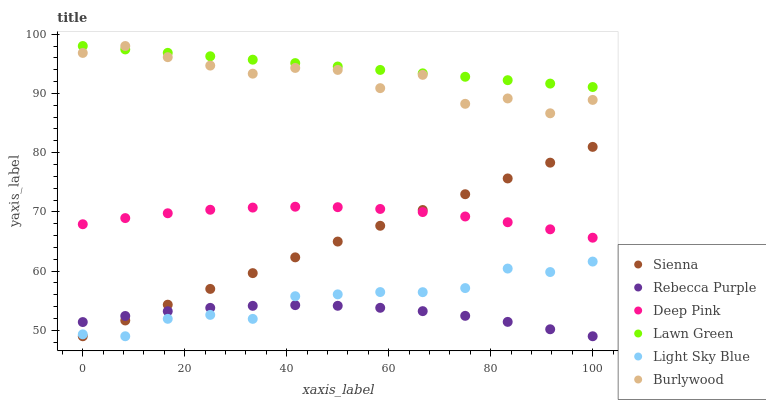 title
100
90
80
70
60
50
0
20
40
60
80
100
yaxis_label
xaxis_label
Sienna
Rebecca Purple
Deep Pink
Lawn Green
Light Sky Blue
Burlywood